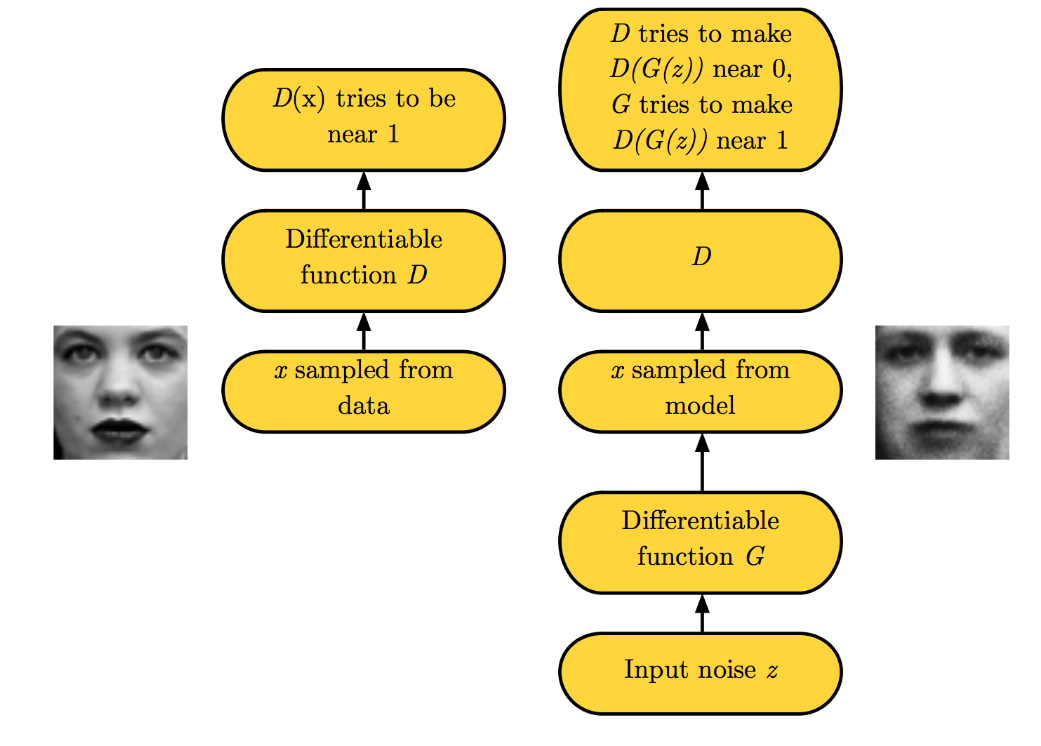 D(x) tries to be
near 1
Differentiable
function D
x sampled from
data
D tries to make
D(G(z)) near 0,
G tries to make
D(G(z)) near 1
D
x sampled from
model
Differentiable
function G
Input noise z